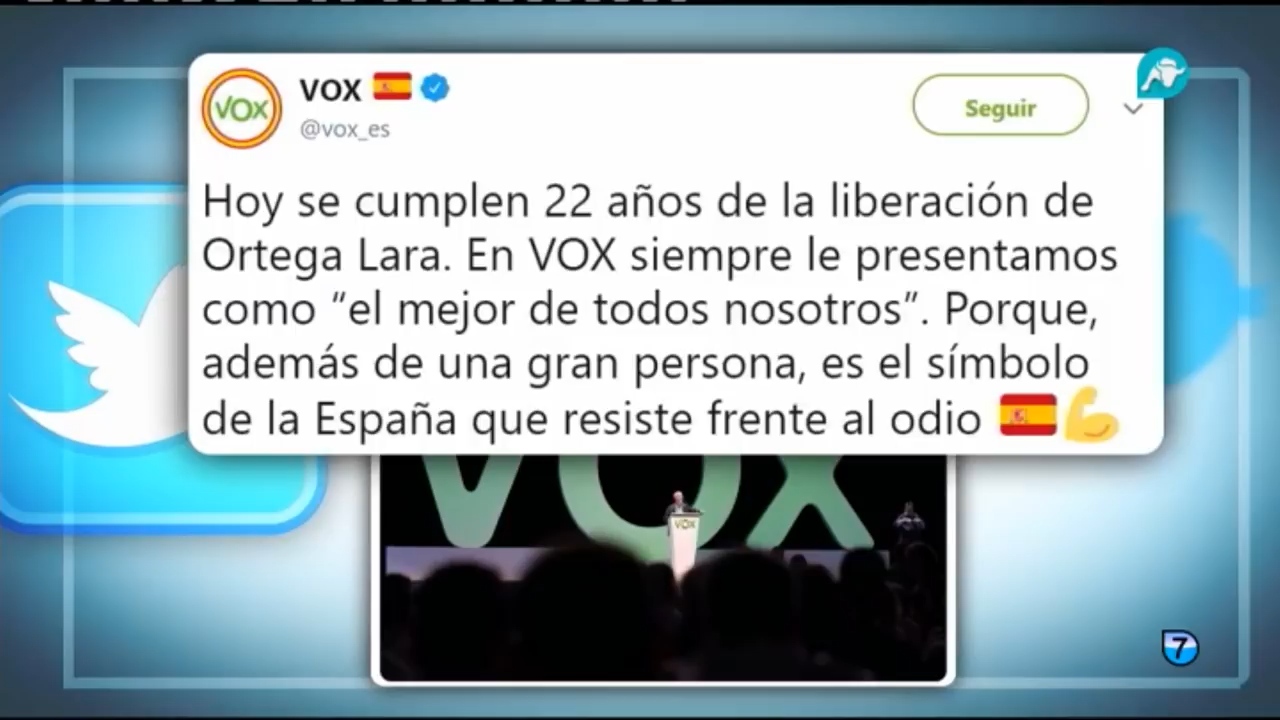 VOX
VOX 🇪🇸
@vox_es
Seguir
Hoy se cumplen 22 años de la liberación de
Ortega Lara. En VOX siempre le presentamos
como “el mejor de todos nosotros”. Porque,
además de una gran persona, es el símbolo
de la España que resiste frente al odio 🇪🇸💪
VOX
VOX
7